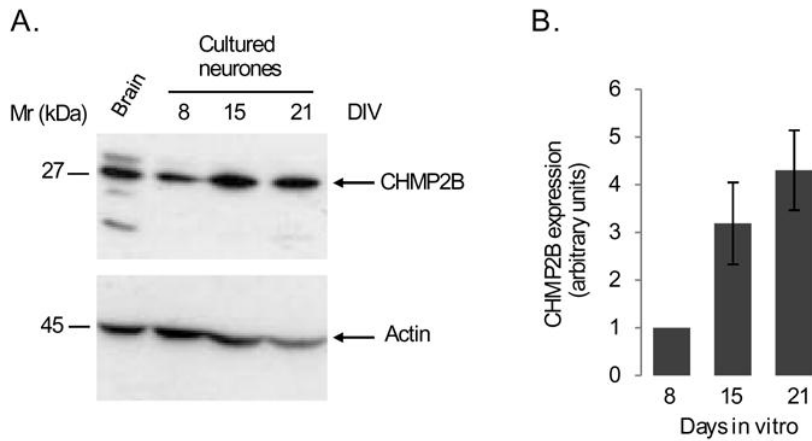 A.
Cultured
neurones
Brain
Mr (kDa)
8 15 21 DIV
27
CHMP2B
45
Actin
B.
CHMP2B expression
(arbitrary units)
6
5
4
3
2
1
0
8 15 21
Days in vitro